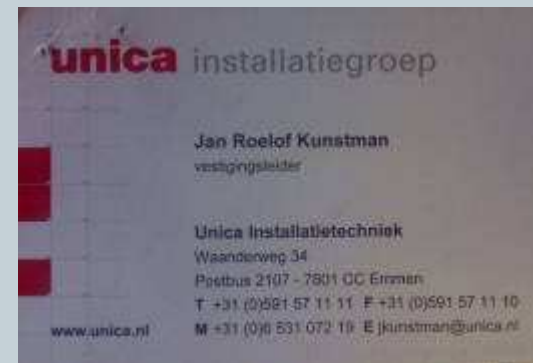 unica installatiegroep
Jan Roelof Kunstman
vestigingsleider
Unica Installatietechniek
Waanderweg 34
Postbus 2107 - 7801 CC Emmen
T +31 (0)591 57 11 11 F +31 (0)591 57 11 10
www.unica.nl M +31 (0)6 531 072 19 E jkunstman@unica.nl